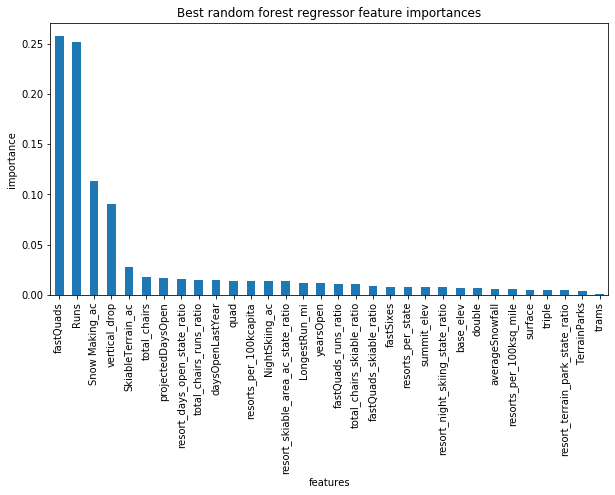 Best random forest regressor feature importances
importance
0.25
0.20
0.15
0.10
0.05
0.00
fastQuads
Runs
Snow Making_ac
vertical_drop
SkiableTerrain_ac
total_chairs
projectedDaysOpen
resort_days_open_state_ratio
total_chairs_runs_ratio
daysOpenLastYear
quad
resorts_per_100kcapita
NightSkiing_ac
resort_skiable_area_ac_state_ratio
LongestRun_mi
yearsOpen
fastQuads_runs_ratio
total_chairs_skiable_ratio
fastQuads_skiable_ratio
fastSixes
resorts_per_state
summit_elev
resort_night_skiing_state_ratio
base_elev
double
averageSnowfall
resorts_per_100ksq_mile
surface
triple
resort_terrain_park_state_ratio
TerrainParks
trams
features